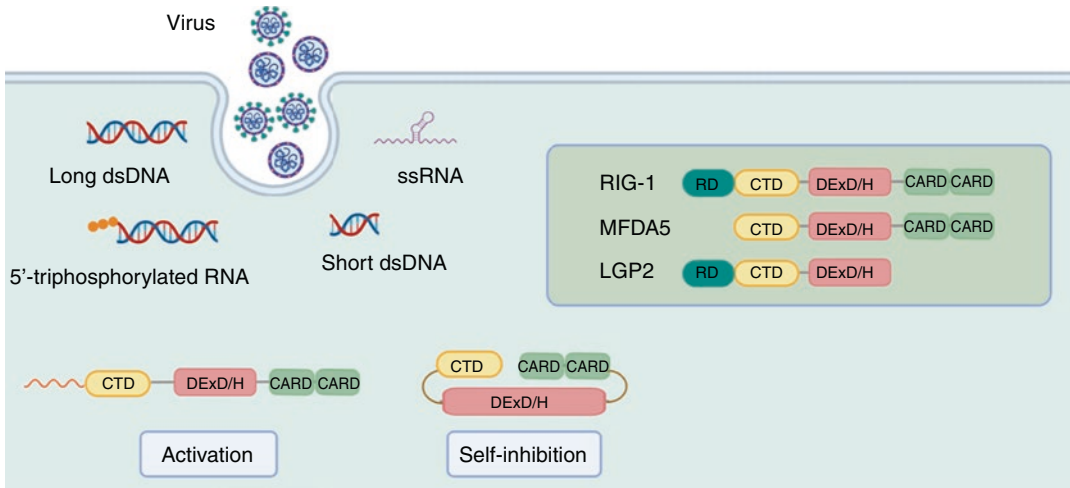 Virus
Long dsDNA
ssRNA
5'-triphosphorylated RNA
Short dsDNA
RIG-1 RD CTD DExD/H CARD CARD
MFDA5 CTD DExD/H CARD CARD
LGP2 RD CTD DExD/H
CTD DExD/H CARD CARD
CTD CARD CARD
DExD/H
Activation
Self-inhibition